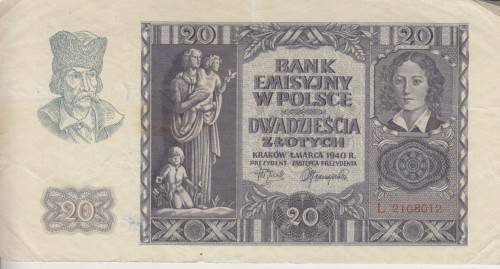 20
20
BANK
EMISYJNY
W POLSCE
DWADZIEŚCIA
ZŁOTYCH
KRAKÓW 1. MARCA 1940 R.
PREZYDENT ZASTĘPCA PREZYDENTA
20
20
L 2108012